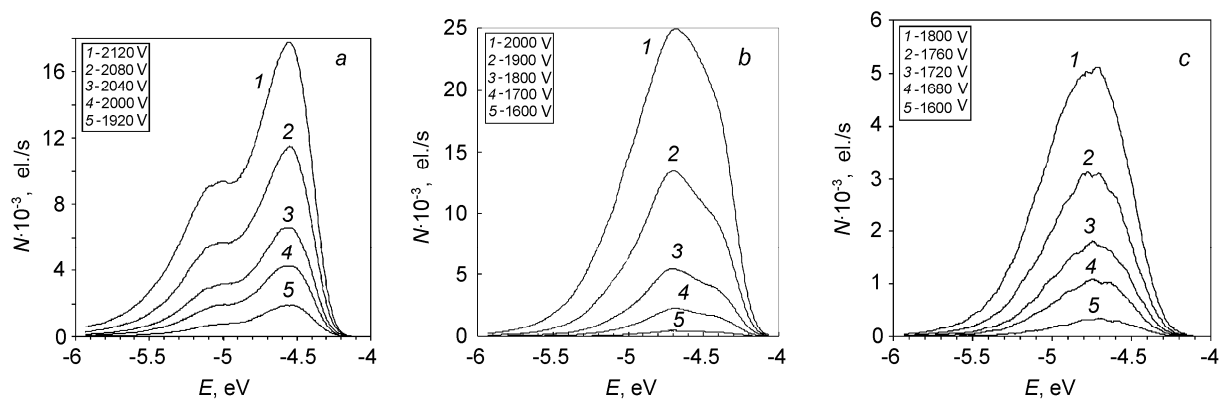 a
1-2120 V
2-2080 V
3-2040 V
4-2000 V
5-1920 V
1
2
3
4
5
16
12
8
4
0
N·10⁻³, el./s
-6 -5.5 -5 -4.5 -4
E, eV
b
1-2000 V
2-1900 V
3-1800 V
4-1700 V
5-1600 V
1
2
3
4
5
25
20
15
10
5
0
N·10⁻³, el./s
-6 -5.5 -5 -4.5 -4
E, eV
c
1-1800 V
2-1760 V
3-1720 V
4-1680 V
5-1600 V
1
2
3
4
5
6
5
4
3
2
1
0
N·10⁻³, el./s
-6 -5.5 -5 -4.5 -4
E, eV